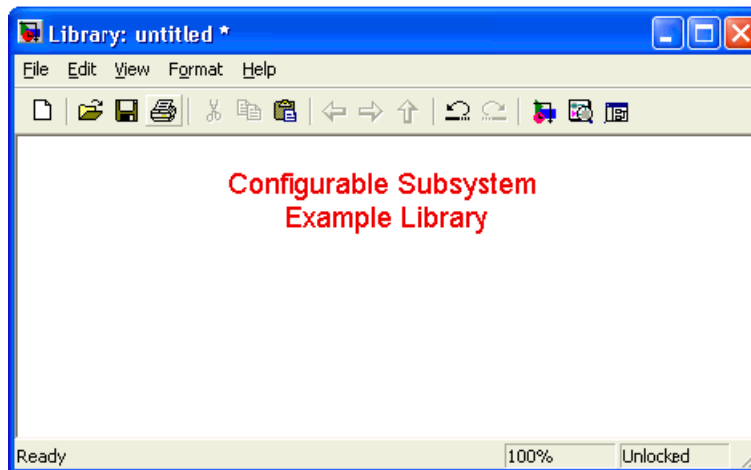 Library: untitled *
File Edit View Format Help
Configurable Subsystem
Example Library
Ready 100% Unlocked